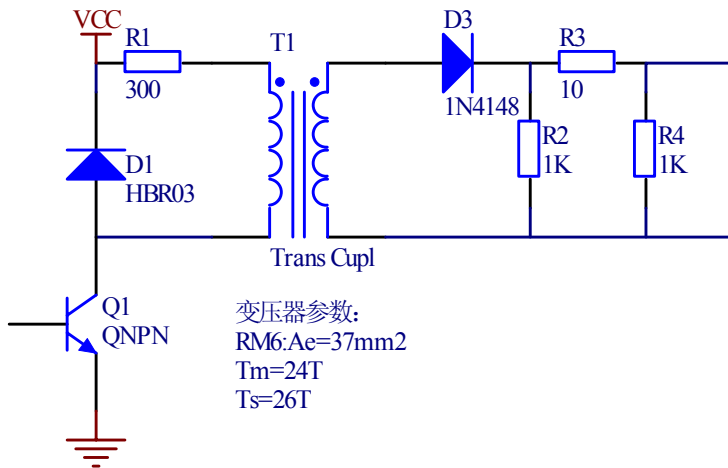 VCC
R1
300
T1
D3
1N4148
R3
10
R2
1K
R4
1K
D1
HBR03
Trans Cupl
Q1
QNPN
变压器参数:
RM6:Ae=37mm2
Tm=24T
Ts=26T